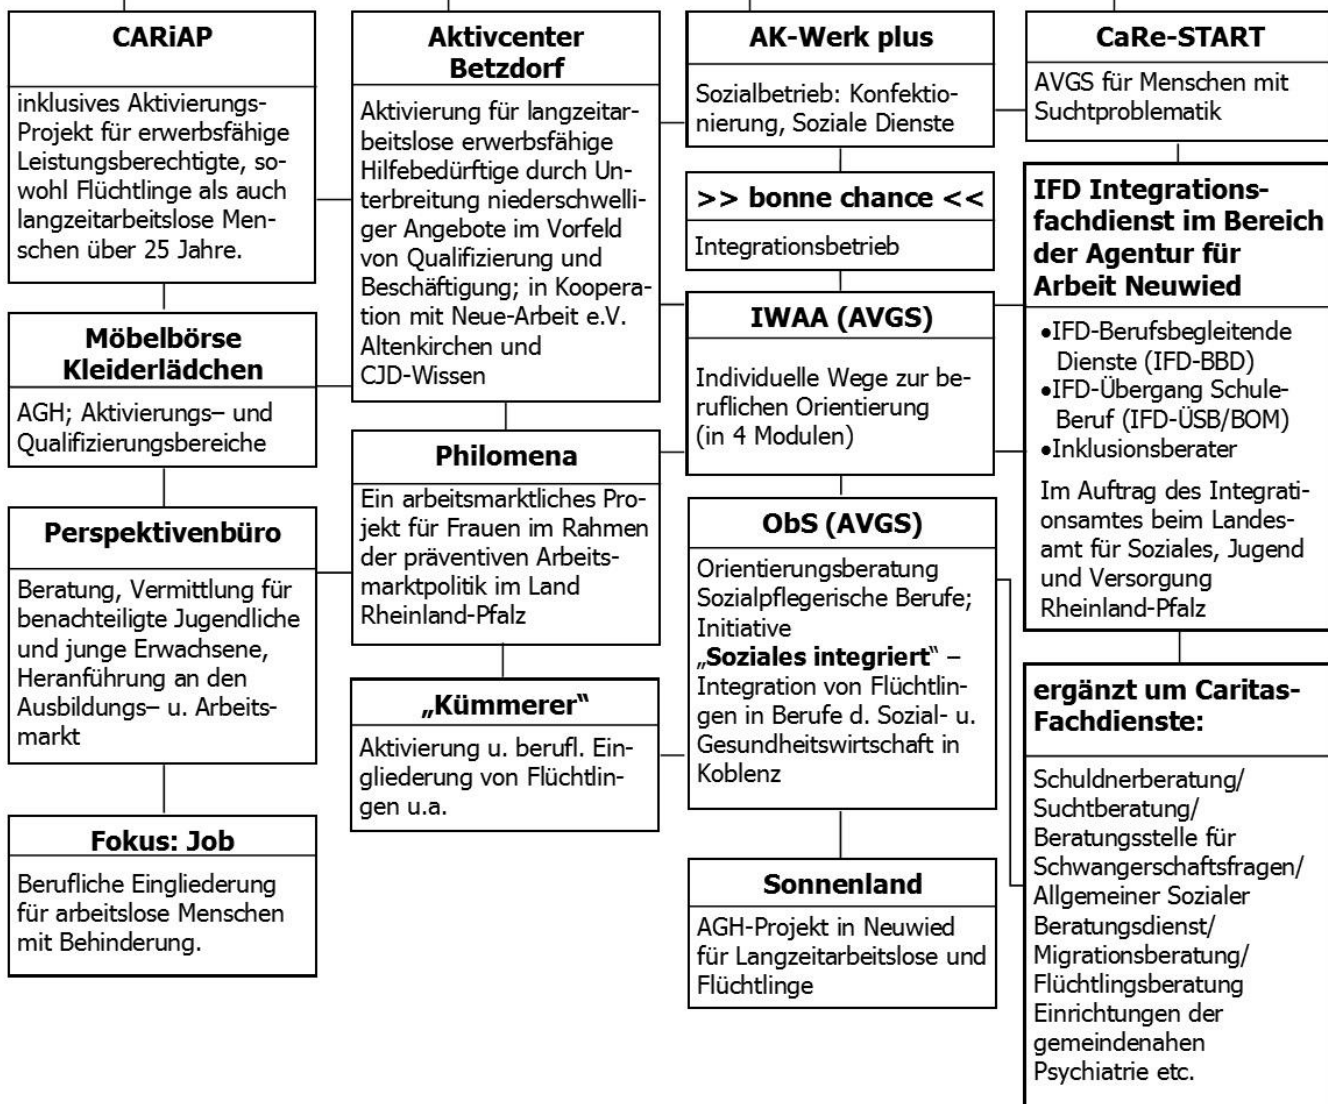 CARiAP
inklusives Aktivierungs-
Projekt für erwerbsfähige
Leistungsberechtigte, so-
wohl Flüchtlinge als auch
langzeitarbeitslose Men-
schen über 25 Jahre.
Möbelbörse
Kleiderlädchen
AGH; Aktivierungs– und
Qualifizierungsbereiche
Perspektivenbüro
Beratung, Vermittlung für
benachteiligte Jugendliche
und junge Erwachsene,
Heranführung an den
Ausbildungs– u. Arbeits-
markt
Fokus: Job
Berufliche Eingliederung
für arbeitslose Menschen
mit Behinderung.
Aktivcenter
Betzdorf
Aktivierung für langzeitar-
beitslose erwerbsfähige
Hilfebedürftige durch Un-
terbreitung niederschwelli-
ger Angebote im Vorfeld
von Qualifizierung und
Beschäftigung; in Koopera-
tion mit Neue-Arbeit e.V.
Altenkirchen und
CJD-Wissen
Philomena
Ein arbeitsmarktliches Pro-
jekt für Frauen im Rahmen
der präventiven Arbeits-
marktpolitik im Land
Rheinland-Pfalz
„Kümmerer“
Aktivierung u. berufl. Ein-
gliederung von Flüchtlin-
gen u.a.
AK-Werk plus
Sozialbetrieb: Konfektio-
nierung, Soziale Dienste
>> bonne chance <<
Integrationsbetrieb
IWAA (AVGS)
Individuelle Wege zur be-
ruflichen Orientierung
(in 4 Modulen)
ObS (AVGS)
Orientierungsberatung
Sozialpflegerische Berufe;
Initiative
„Soziales integriert“ –
Integration von Flüchtlin-
gen in Berufe d. Sozial- u.
Gesundheitswirtschaft in
Koblenz
Sonnenland
AGH-Projekt in Neuwied
für Langzeitarbeitslose und
Flüchtlinge
CaRe-START
AVGS für Menschen mit
Suchtproblematik
IFD Integrations-
fachdienst im Bereich
der Agentur für
Arbeit Neuwied
•IFD-Berufsbegleitende
Dienste (IFD-BBD)
•IFD-Übergang Schule-
Beruf (IFD-ÜSB/BOM)
•Inklusionsberater
Im Auftrag des Integrati-
onsamtes beim Landes-
amt für Soziales, Jugend
und Versorgung
Rheinland-Pfalz
ergänzt um Caritas-
Fachdienste:
Schuldnerberatung/
Suchtberatung/
Beratungsstelle für
Schwangerschaftsfragen/
Allgemeiner Sozialer
Beratungsdienst/
Migrationsberatung/
Flüchtlingsberatung
Einrichtungen der
gemeindenahen
Psychiatrie etc.